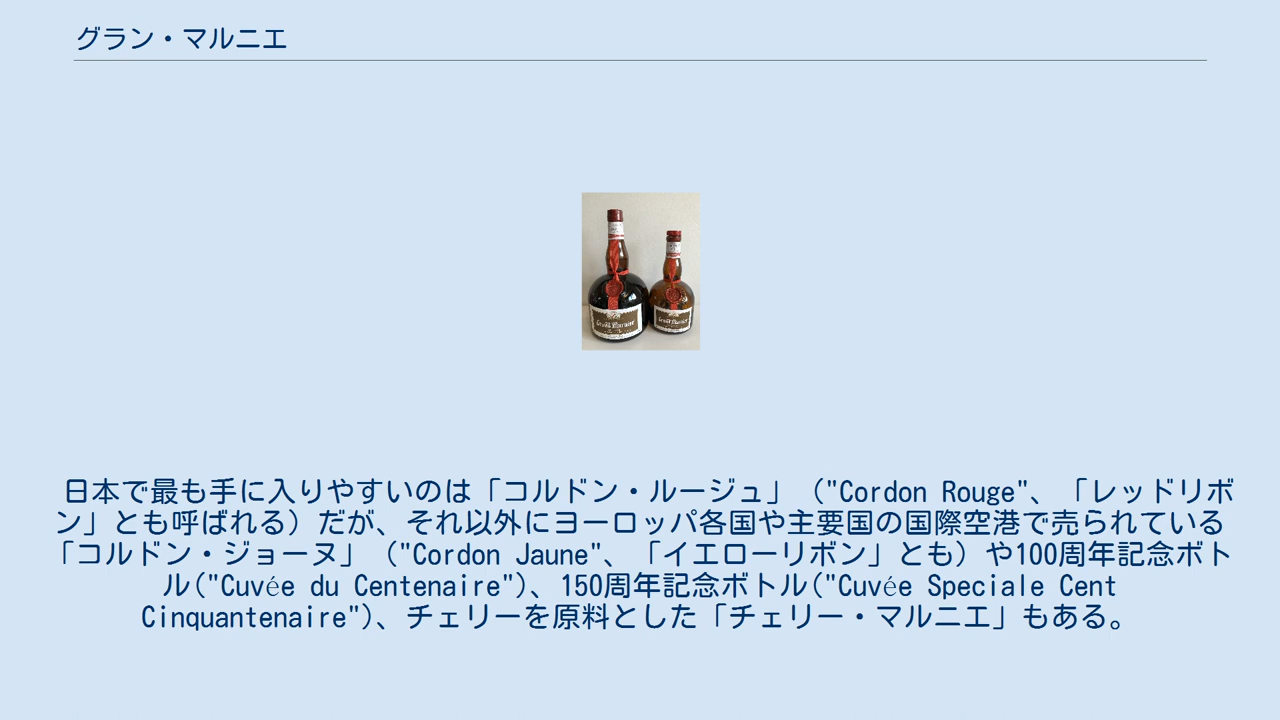 グラン・マルニエ
Grand Marnier
Grand Marnier
日本で最も手に入りやすいのは「コルドン・ルージュ」（"Cordon Rouge"、「レッドリボ
ン」とも呼ばれる）だが、それ以外にヨーロッパ各国や主要国の国際空港で売られている
「コルドン・ジョーヌ」（"Cordon Jaune"、「イエローリボン」とも）や100周年記念ボト
ル("Cuvée du Centenaire")、150周年記念ボトル("Cuvée Speciale Cent
Cinquantenaire")、チェリーを原料とした「チェリー・マルニエ」もある。